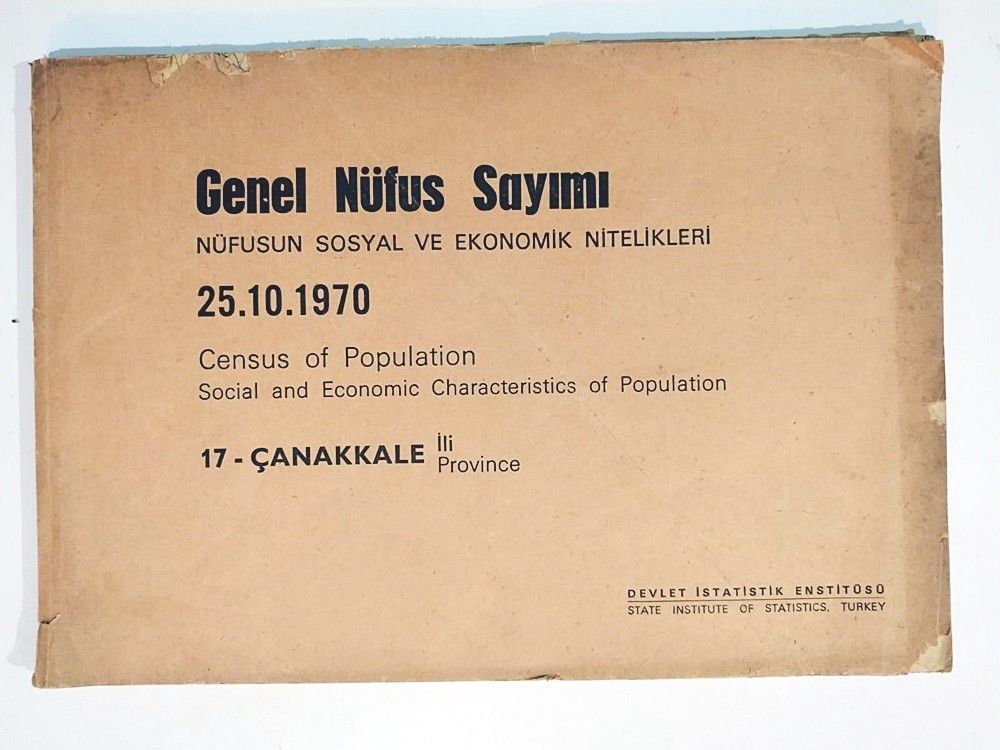 Genel Nüfus Sayımı
NÜFUSUN SOSYAL VE EKONOMİK NİTELİKLERİ
25.10.1970
Census of Population
Social and Economic Characteristics of Population
17 - ÇANAKKALE İli
Province
DEVLET İSTATİSTİK ENSTİTÜSÜ
STATE INSTITUTE OF STATISTICS, TURKEY